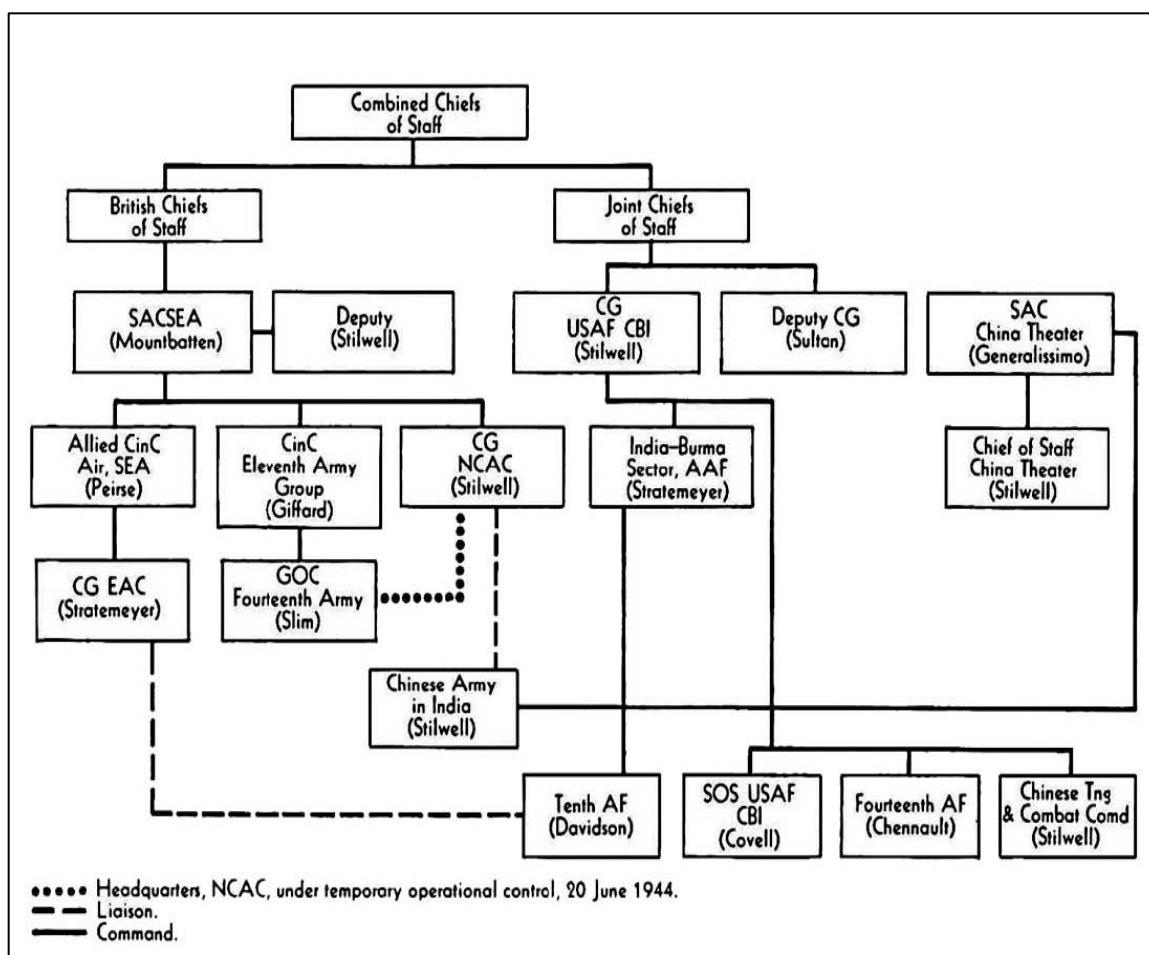 Combined Chiefs
of Staff
British Chiefs
of Staff
Joint Chiefs
of Staff
SACSEA
(Mountbatten)
Deputy
(Stilwell)
CG
USAF CBI
(Stilwell)
Deputy CG
(Sultan)
SAC
China Theater
(Generalissimo)
Allied CinC
Air, SEA
(Peirse)
CinC
Eleventh Army
Group
(Giffard)
CG
NCAC
(Stilwell)
India–Burma
Sector, AAF
(Stratemeyer)
Chief of Staff
China Theater
(Stilwell)
CG EAC
(Stratemeyer)
GOC
Fourteenth Army
(Slim)
Chinese Army
in India
(Stilwell)
Tenth AF
(Davidson)
SOS USAF
CBI
(Covell)
Fourteenth AF
(Chennault)
Chinese Tng
& Combat Comd
(Stilwell)
Headquarters, NCAC, under temporary operational control, 20 June 1944.
Liaison.
Command.